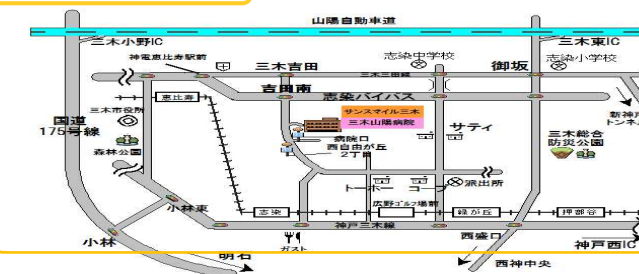 山陽自動車道
三木小野IC
三木東IC
神電恵比寿駅前
三木吉田
志染中学校
御坂
志染小学校
三木三田線
吉田南
恵比寿
志染バイパス
三木市役所
サンスマイル三木
三木山陽病院
新神戸
トンネル
国道
175号線
サティ
病院口
三木総合
防災公園
森林公園
西自由が丘
2丁目
トーホー
コープ
派出所
小林東
広野ゴルフ場前
志染
緑が丘
押部谷
小林
神戸三木線
西盛口
神戸西IC
ガスト
明石
西神中央